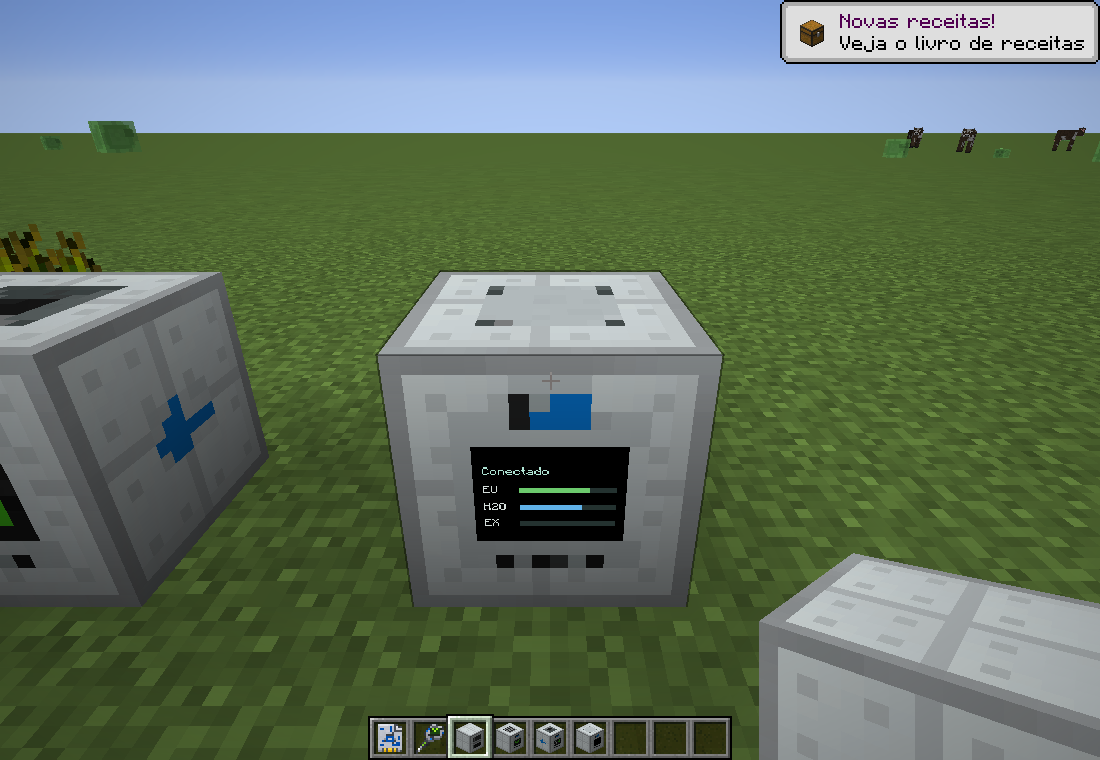 Novas receitas!
Veja o livro de receitas
Conectado
EU
H2O
EX